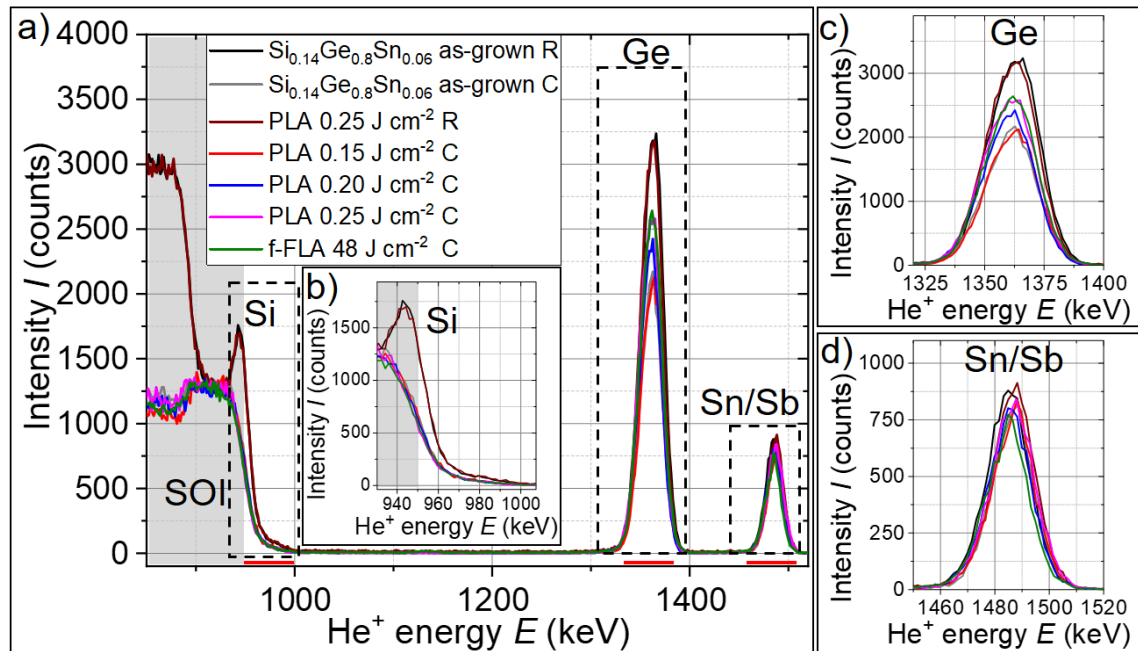 a)
4000
3500
3000
2500
2000
1500
1000
500
0
Intensity I (counts)
Si0.14Ge0.8Sn0.06 as-grown R
Si0.14Ge0.8Sn0.06 as-grown C
PLA 0.25 J cm-2 R
PLA 0.15 J cm-2 C
PLA 0.20 J cm-2 C
PLA 0.25 J cm-2 C
f-FLA 48 J cm-2 C
Ge
Si
SOI
Sn/Sb
1000
1200
1400
He+ energy E (keV)
b)
Si
1500
1000
500
0
Intensity I (counts)
940 960 980 1000
He+ energy E (keV)
c)
Ge
3000
2000
1000
0
Intensity I (counts)
1325 1350 1375 1400
He+ energy E (keV)
d)
Sn/Sb
1000
750
500
250
0
Intensity I (counts)
1460 1480 1500 1520
He+ energy E (keV)